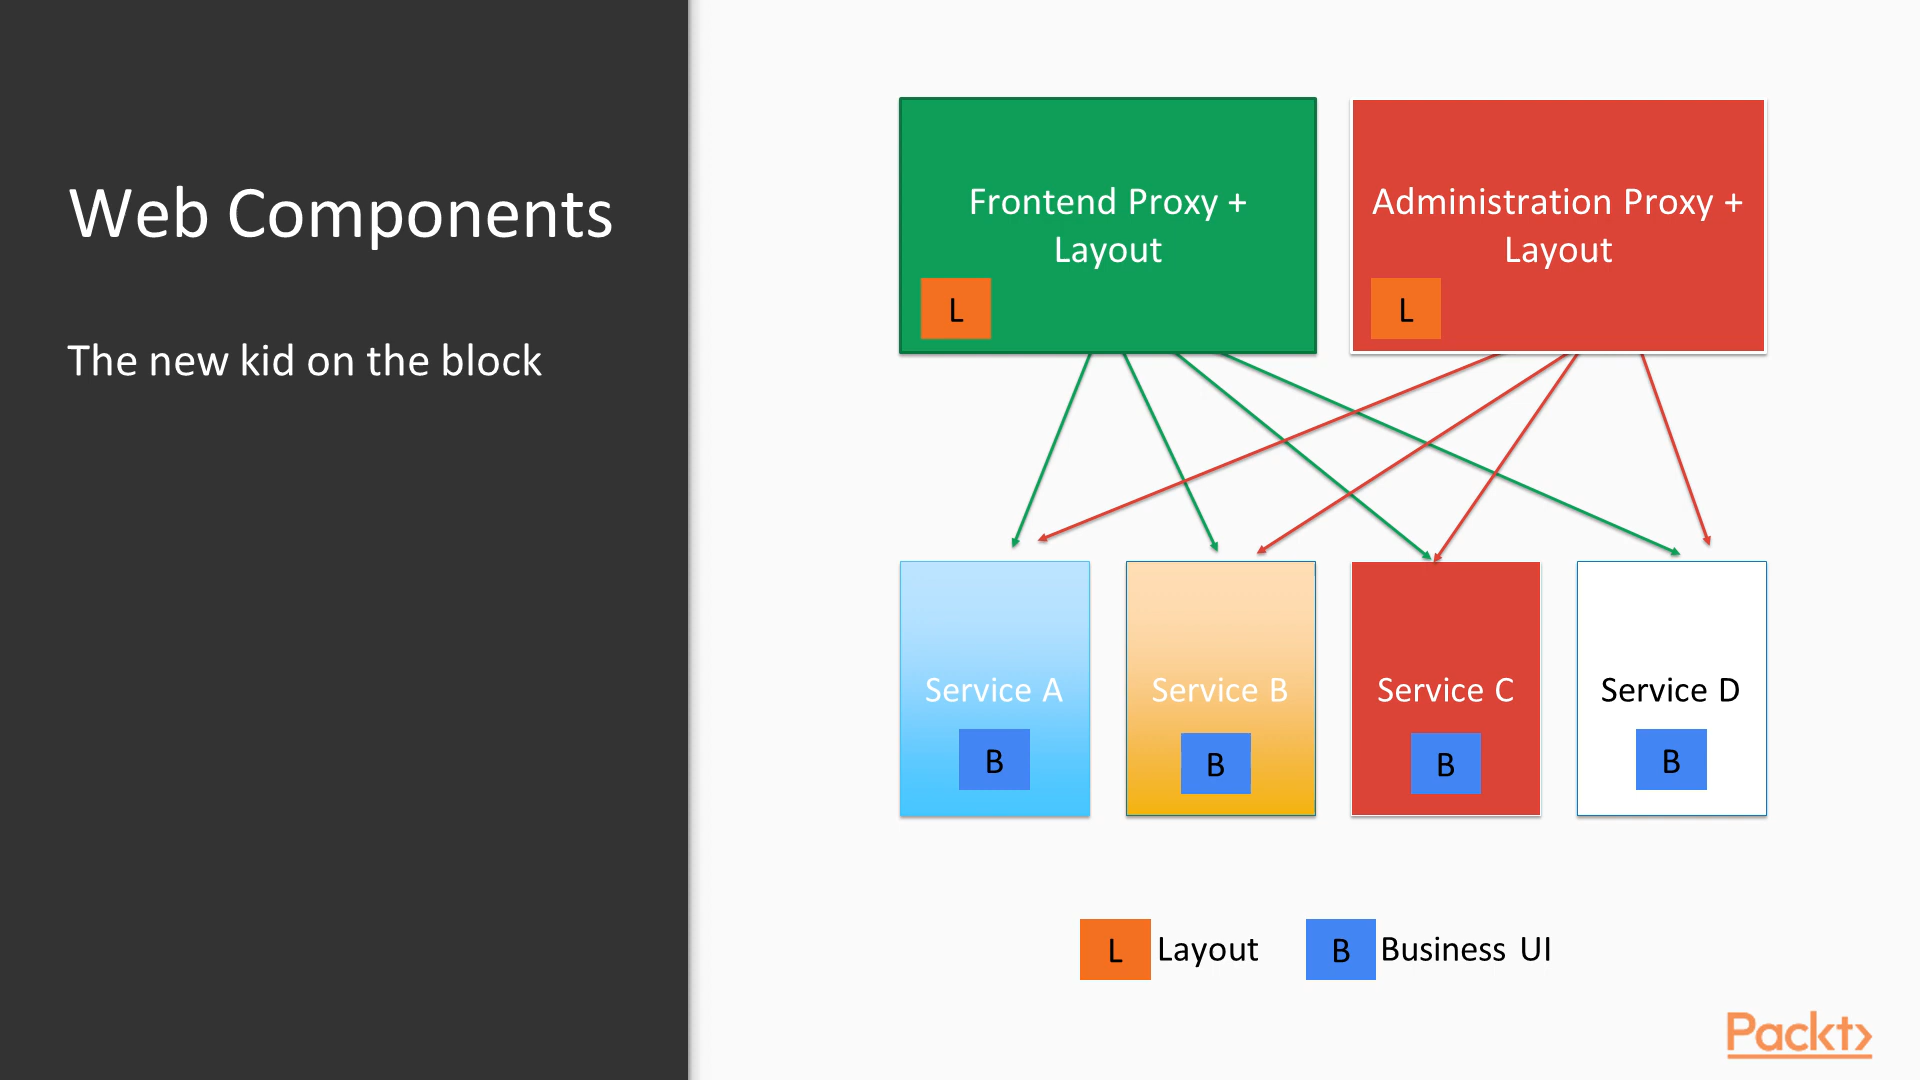 Web Components
The new kid on the block
Frontend Proxy +
Layout
L
Administration Proxy +
Layout
L
Service A
B
Service B
B
Service C
B
Service D
B
L Layout
B Business UI
Packt>